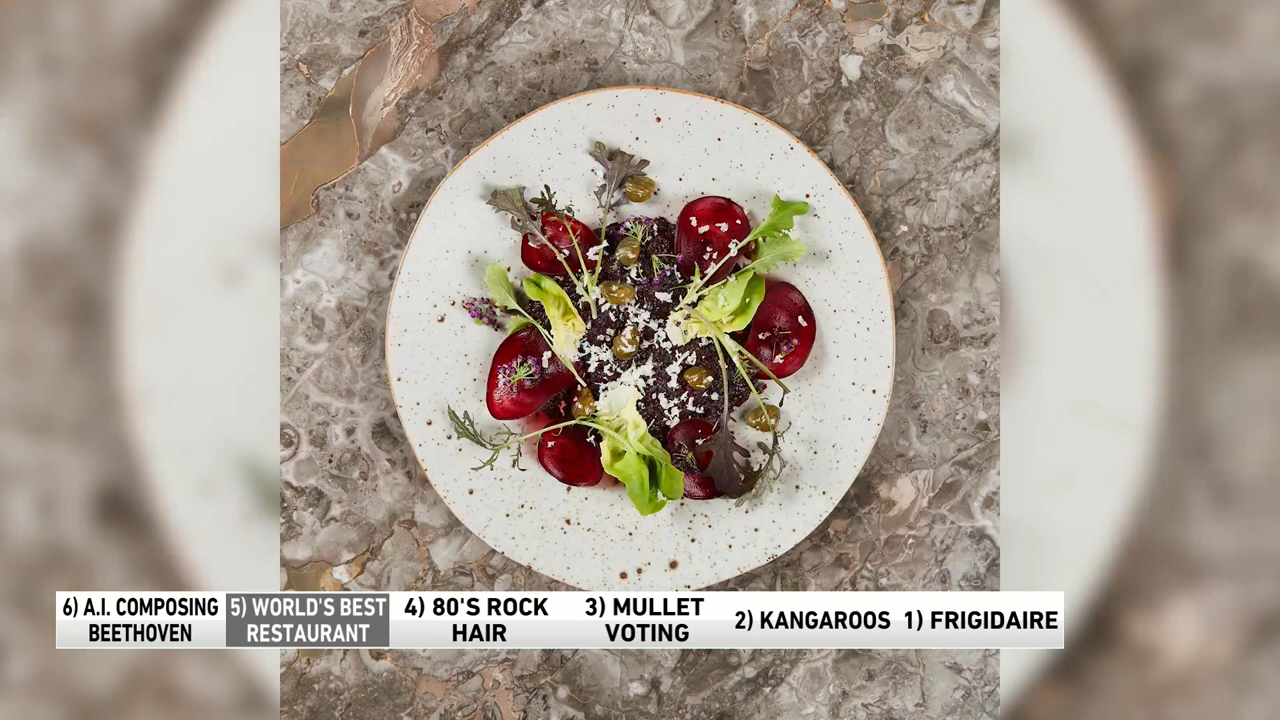 6) A.I. COMPOSING
BEETHOVEN
5) WORLD'S BEST
RESTAURANT
4) 80'S ROCK
HAIR
3) MULLET
VOTING
2) KANGAROOS
1) FRIGIDAIRE